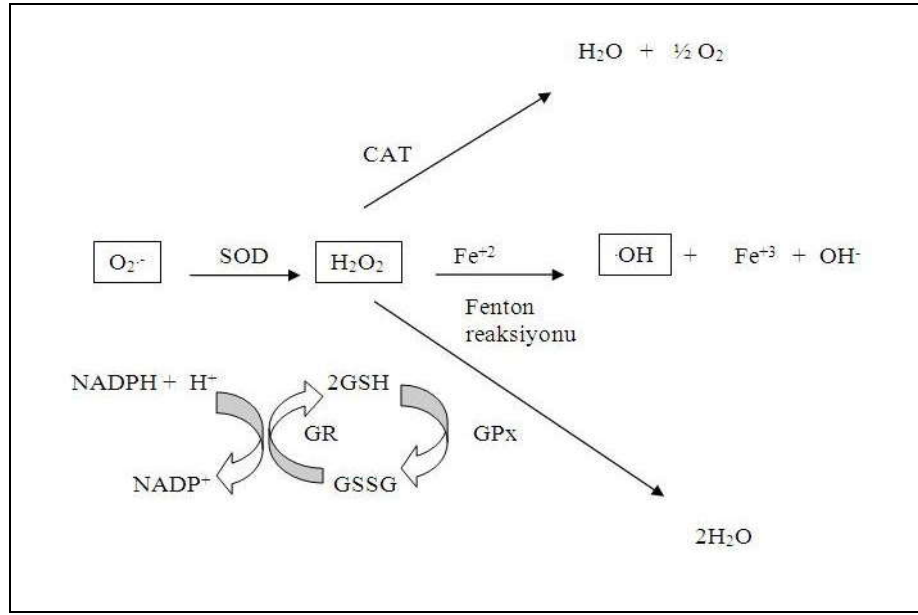 H₂O + ½ O₂
CAT
O₂·⁻ SOD H₂O₂ Fe⁺² ·OH + Fe⁺³ + OH⁻
Fenton
reaksiyonu
NADPH + H⁺ 2GSH
GR GPx
NADP⁺ GSSG
2H₂O